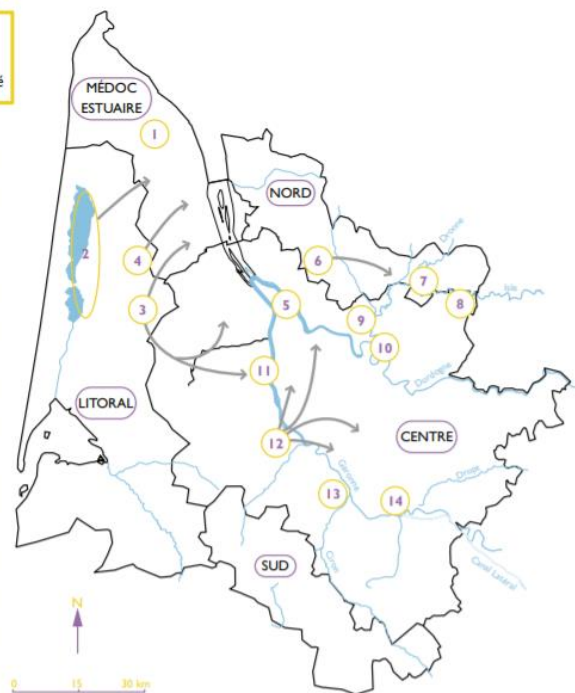 é
MÉDOC
ESTUAIRE
1
NORD
Dronne
2
4
6
7
3
5
8
Isle
9
10
11
Dordogne
LITORAL
CENTRE
12
Garonne
Dropt
13
14
Ciron
Canal Latéral
SUD
N
0 15 30 km